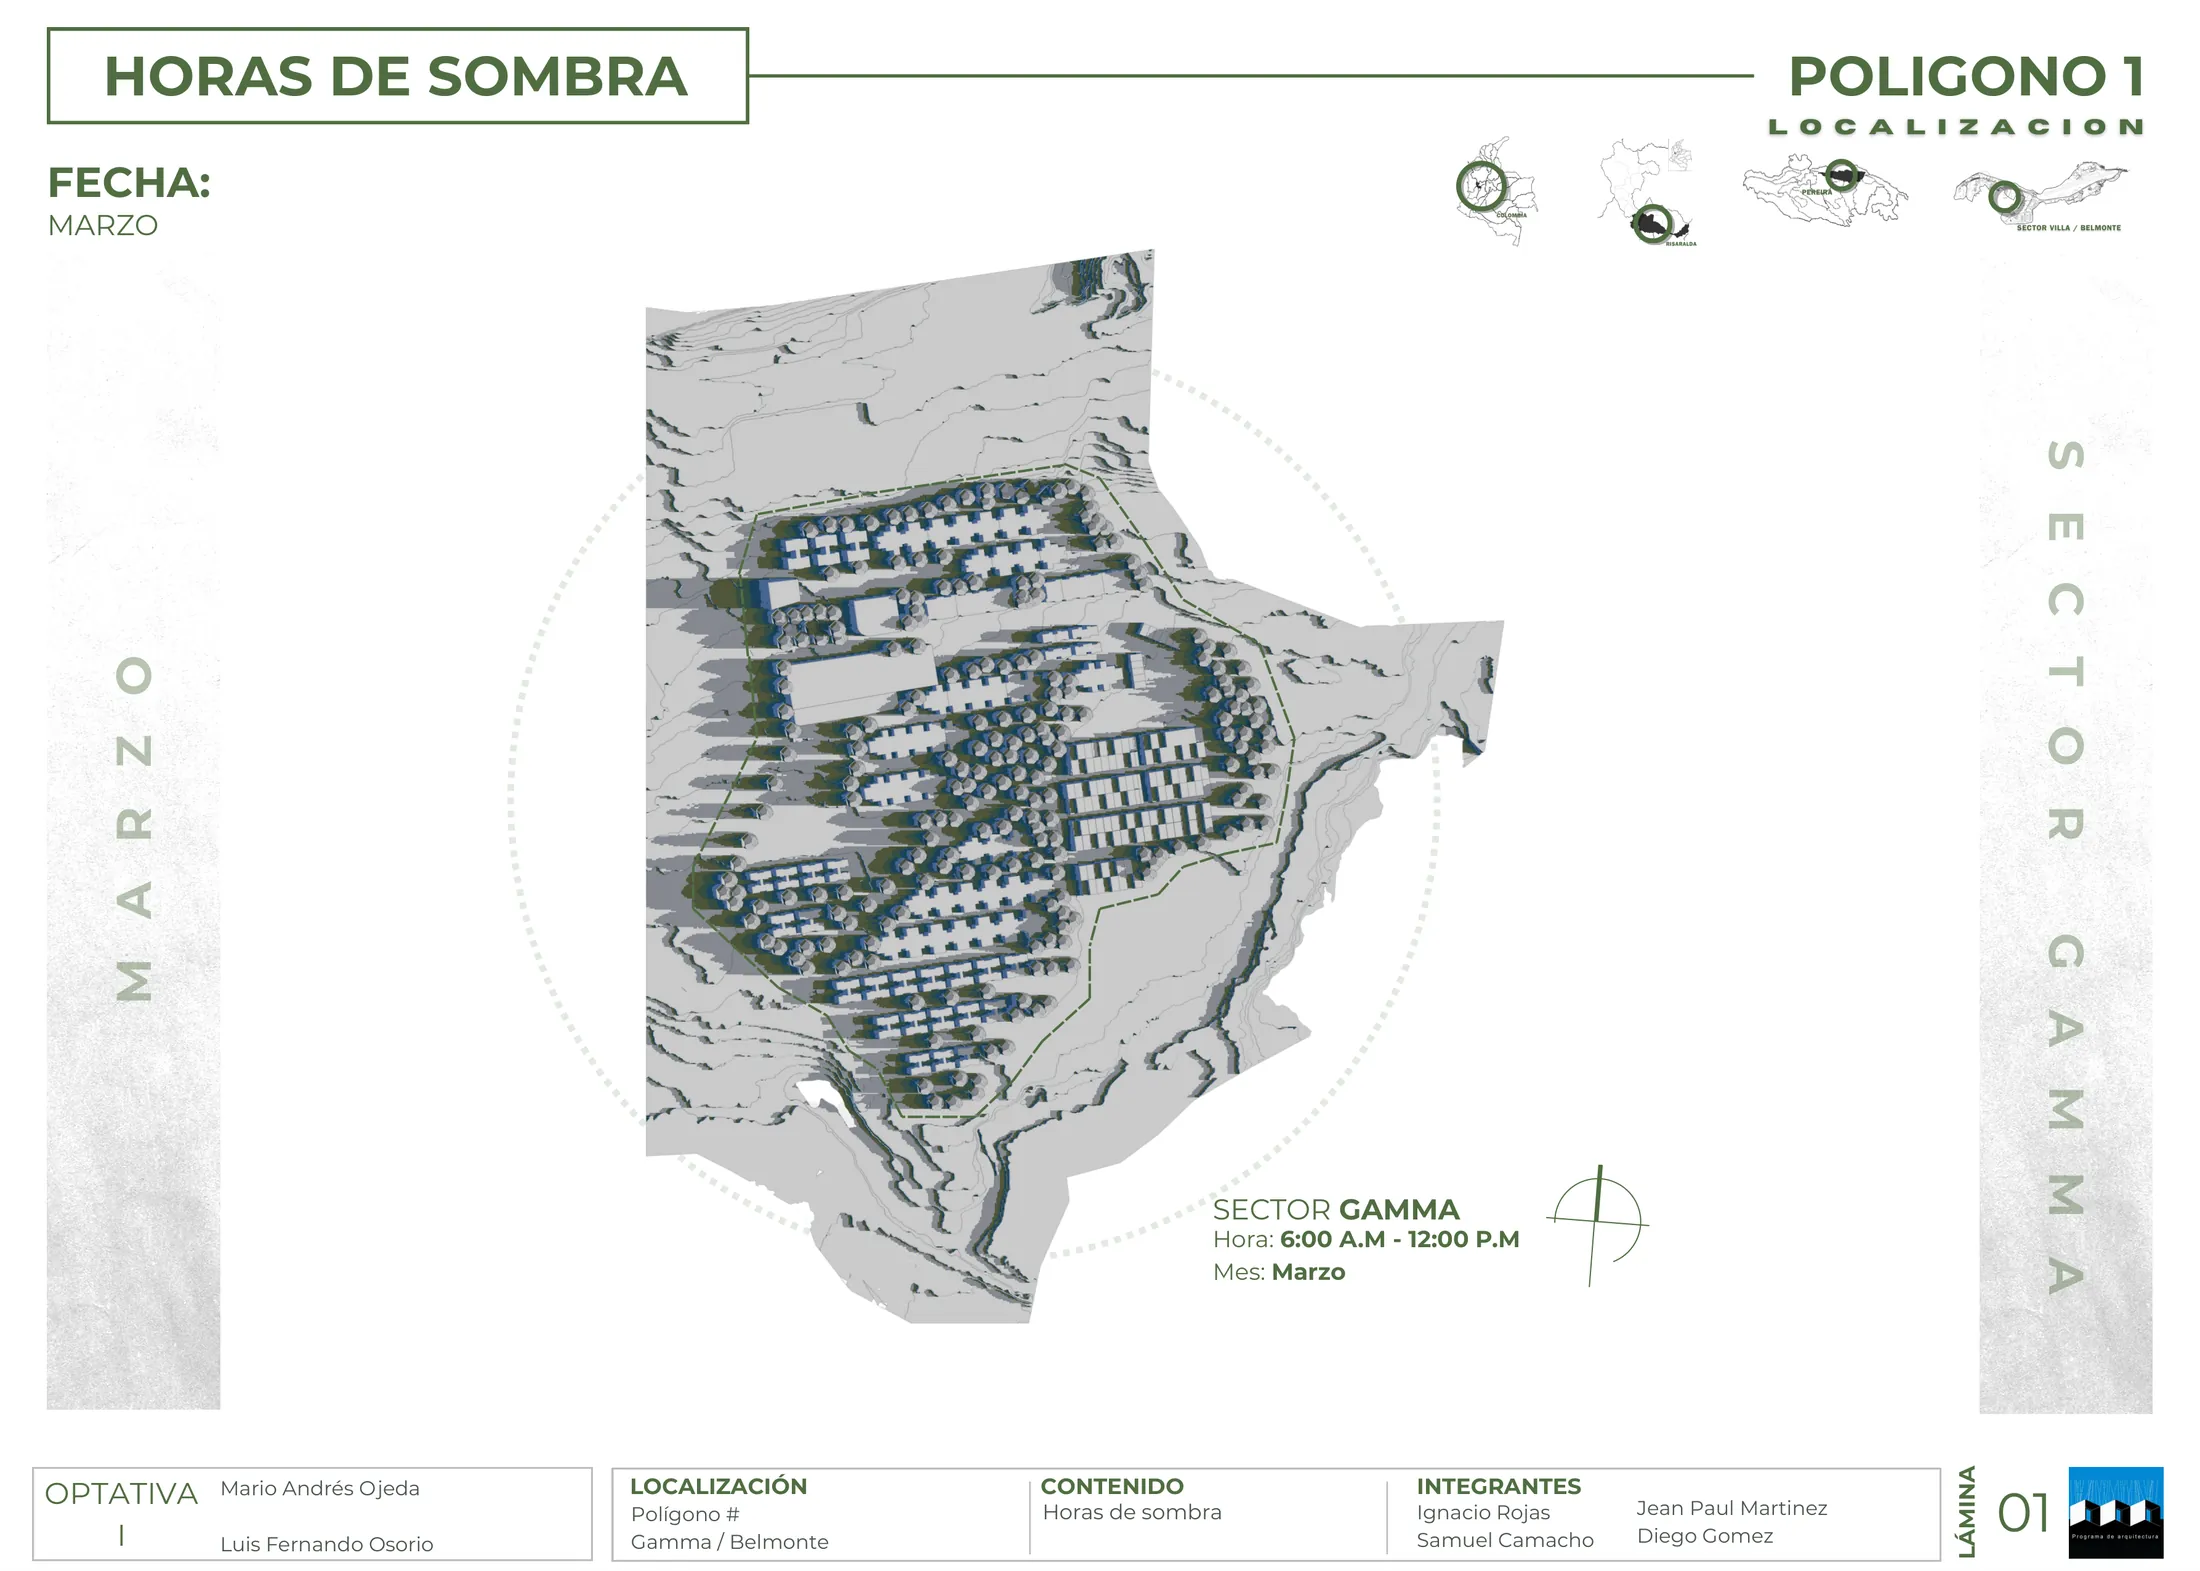 HORAS DE SOMBRA
POLIGONO 1
LOCALIZACION
FECHA:
MARZO
COLOMBIA
RISARALDA
PEREIRA
SECTOR VILLA / BELMONTE
MARZO
SECTOR GAMMA
SECTOR GAMMA
Hora: 6:00 A.M - 12:00 P.M
Mes: Marzo
OPTATIVA
I
Mario Andrés Ojeda
Luis Fernando Osorio
LOCALIZACIÓN
Polígono #
Gamma / Belmonte
CONTENIDO
Horas de sombra
INTEGRANTES
Ignacio Rojas
Samuel Camacho
Jean Paul Martinez
Diego Gomez
LÁMINA
01
Programa de arquitectura